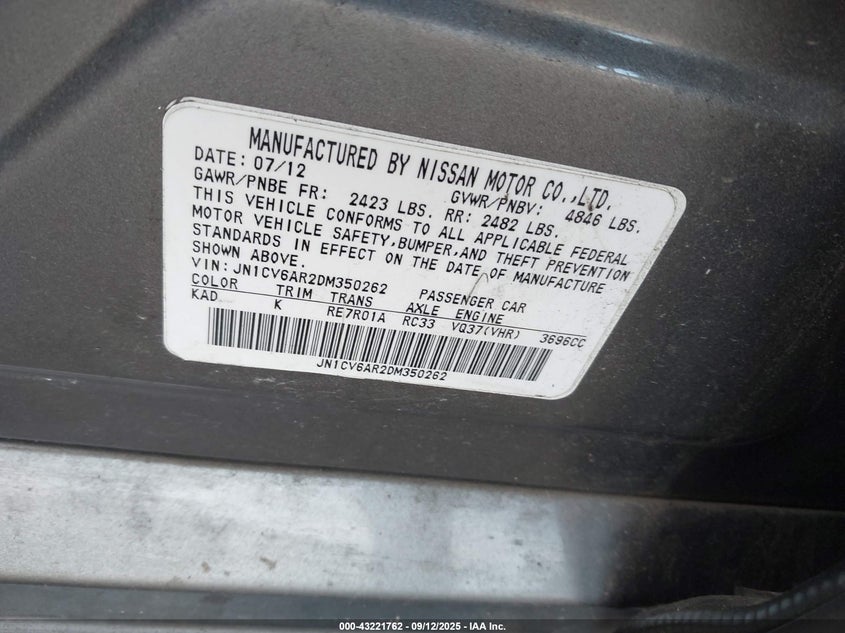 MANUFACTURED BY NISSAN MOTOR CO.,LTD.
DATE: 07/12 GVWR/PNBV: 4846 LBS.
GAWR/PNBE FR: 2423 LBS. RR: 2482 LBS.
THIS VEHICLE CONFORMS TO ALL APPLICABLE FEDERAL
MOTOR VEHICLE SAFETY,BUMPER,AND THEFT PREVENTION
STANDARDS IN EFFECT ON THE DATE OF MANUFACTURE
SHOWN ABOVE.
VIN: JN1CV6AR2DM350262 PASSENGER CAR
COLOR TRIM TRANS AXLE ENGINE
KAD K RE7R01A RC33 VQ37(VHR) 3696CC
JN1CV6AR2DM350262
000-43221762 - 09/12/2025 - IAA Inc.